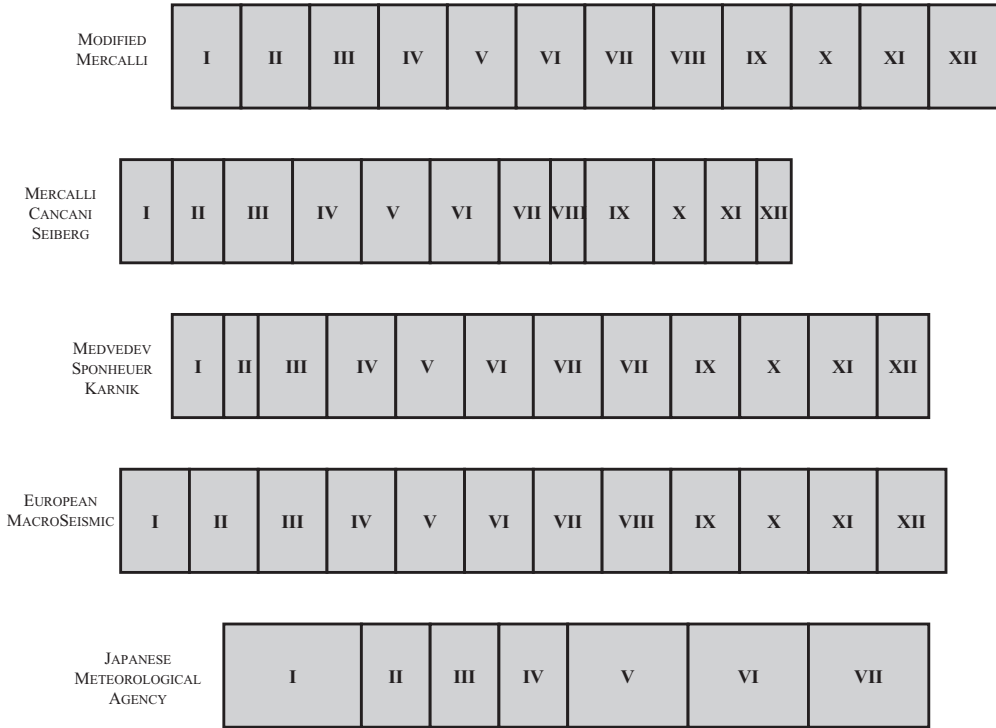 MODIFIED
MERCALLI
I II III IV V VI VII VIII IX X XI XII
MERCALLI
CANCANI
SEIBERG
I II III IV V VI VII VIII IX X XI XII
MEDVEDEV
SPONHEUER
KARNIK
I II III IV V VI VII VII IX X XI XII
EUROPEAN
MACROSEISMIC
I II III IV V VI VII VIII IX X XI XII
JAPANESE
METEOROLOGICAL
AGENCY
I II III IV V VI VII